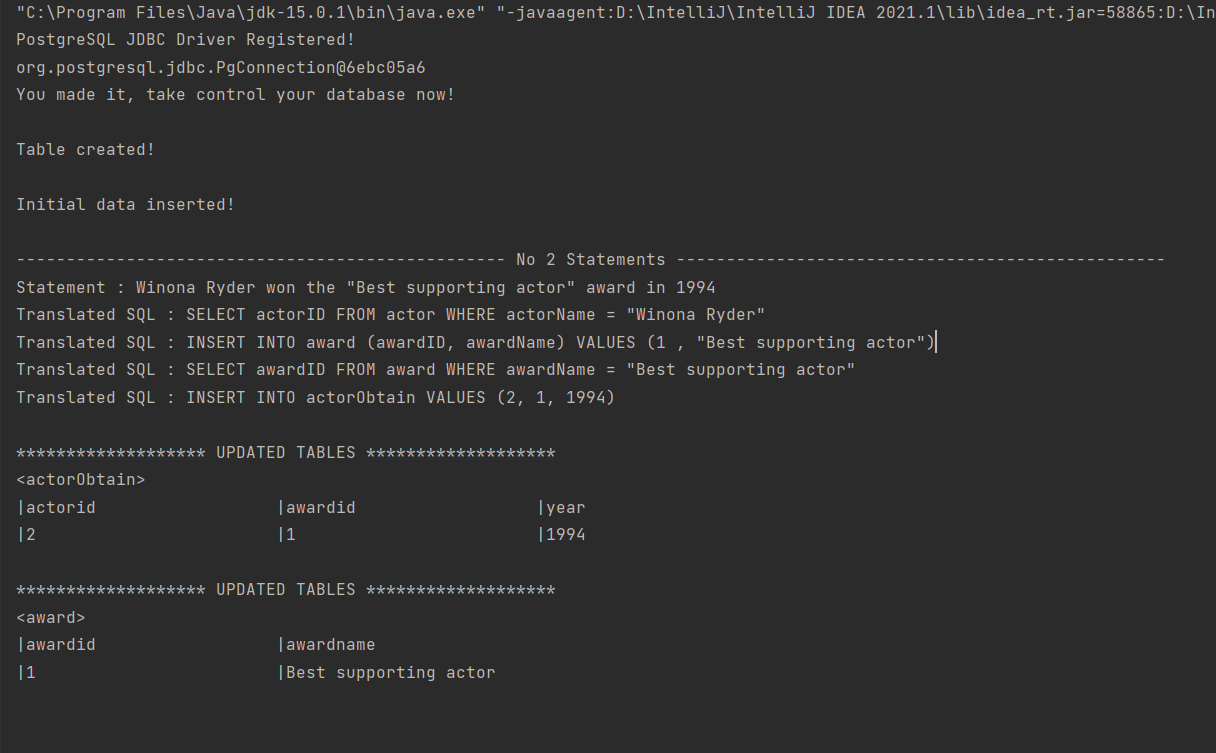 "C:\Program Files\Java\jdk-15.0.1\bin\java.exe" "-javaagent:D:\IntelliJ\IntelliJ IDEA 2021.1\lib\idea_rt.jar=58865:D:\In
PostgreSQL JDBC Driver Registered!
org.postgresql.jdbc.PgConnection@6ebc05a6
You made it, take control your database now!
Table created!
Initial data inserted!
------------------------------------------------- No 2 Statements -------------------------------------------------
Statement : Winona Ryder won the "Best supporting actor" award in 1994
Translated SQL : SELECT actorID FROM actor WHERE actorName = "Winona Ryder"
Translated SQL : INSERT INTO award (awardID, awardName) VALUES (1 , "Best supporting actor")
Translated SQL : SELECT awardID FROM award WHERE awardName = "Best supporting actor"
Translated SQL : INSERT INTO actorObtain VALUES (2, 1, 1994)
******************* UPDATED TABLES *******************
<actorObtain>
|actorid                  |awardid                  |year
|2                        |1                        |1994
******************* UPDATED TABLES *******************
<award>
|awardid                  |awardname
|1                        |Best supporting actor